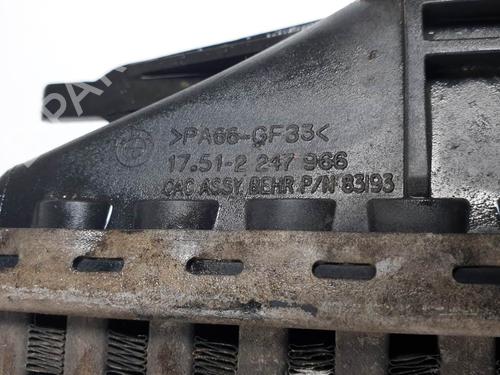 >PA66-GF33<
17.51-2 247 966
CAC ASSY. BEHR P/N 83193